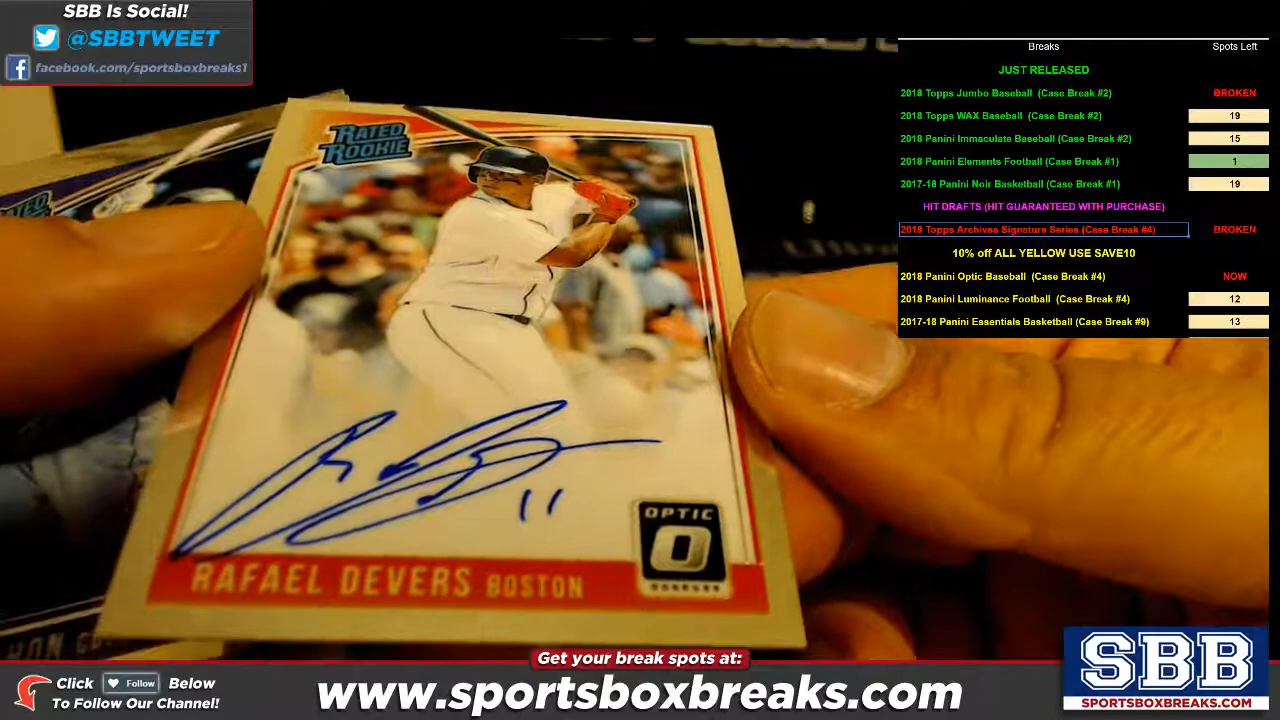 SBB Is Social!
@SBBTWEET
facebook.com/sportsboxbreaks1
Breaks Spots Left
JUST RELEASED
2018 Topps Jumbo Baseball (Case Break #2) BROKEN
2018 Topps WAX Baseball (Case Break #2) 19
2018 Panini Immaculate Baseball (Case Break #2) 15
2018 Panini Elements Football (Case Break #1) 1
2017-18 Panini Noir Basketball (Case Break #1) 19
HIT DRAFTS (HIT GUARANTEED WITH PURCHASE)
2018 Topps Archives Signature Series (Case Break #4) BROKEN
10% off ALL YELLOW USE SAVE10
2018 Panini Optic Baseball (Case Break #4) NOW
2018 Panini Luminance Football (Case Break #4) 12
2017-18 Panini Essentials Basketball (Case Break #9) 13
RATED
ROOKIE
11
OPTIC
O
RAFAEL DEVERS BOSTON
Get your break spots at:
Click Follow Below
To Follow Our Channel!
www.sportsboxbreaks.com
SBB
SPORTSBOXBREAKS.COM